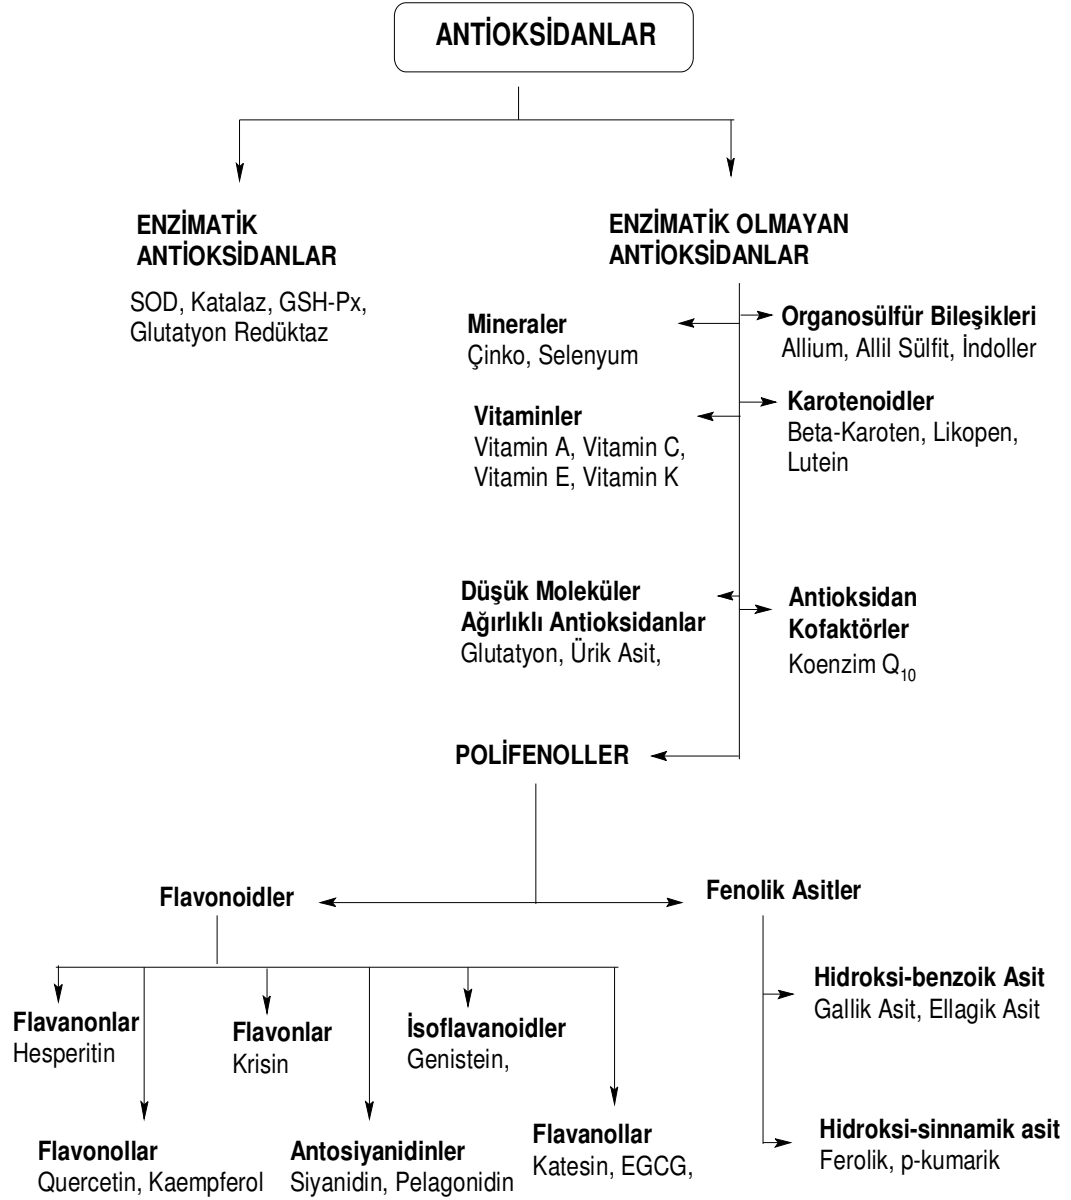 ANTİOKSİDANLAR
ENZİMATİK
ANTİOKSİDANLAR
SOD, Katalaz, GSH-Px,
Glutatyon Redüktaz
ENZİMATİK OLMAYAN
ANTİOKSİDANLAR
Mineraler
Çinko, Selenyum
Organosülfür Bileşikleri
Allium, Allil Sülfit, İndoller
Vitaminler
Vitamin A, Vitamin C,
Vitamin E, Vitamin K
Karotenoidler
Beta-Karoten, Likopen,
Lutein
Düşük Moleküler
Ağırlıklı Antioksidanlar
Glutatyon, Ürik Asit,
Antioksidan
Kofaktörler
Koenzim Q10
POLİFENOLLER
Flavonoidler
Fenolik Asitler
Flavanonlar
Hesperitin
Flavonlar
Krisin
İsoflavanoidler
Genistein,
Hidroksi-benzoik Asit
Gallik Asit, Ellagik Asit
Flavonollar
Quercetin, Kaempferol
Antosiyanidinler
Siyanidin, Pelagonidin
Flavanollar
Katesin, EGCG,
Hidroksi-sinnamik asit
Ferolik, p-kumarik